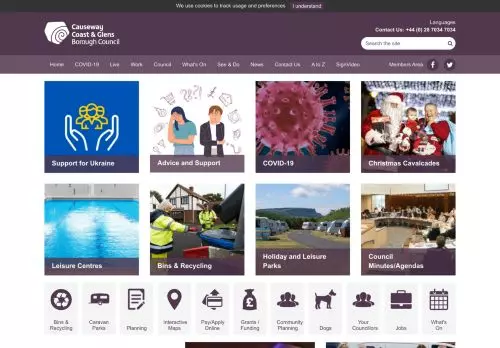 We use cookies to track usage and preferences I understand
Causeway
Coast & Glens
Borough Council
Languages
Contact Us: +44 (0) 28 7034 7034
Search the site
Home COVID-19 Live Work Council What's On See & Do News Contact Us A to Z SignVideo Members Area
Support for Ukraine
Advice and Support
COVID-19
Christmas Cavalcades
Leisure Centres
Bins & Recycling
Holiday and Leisure
Parks
Council
Minutes/Agendas
Bins &
Recycling
Caravan
Parks
Planning
Interactive
Maps
Pay/Apply
Online
Grants /
Funding
Community
Planning
Dogs
Your
Councillors
Jobs
What's
On